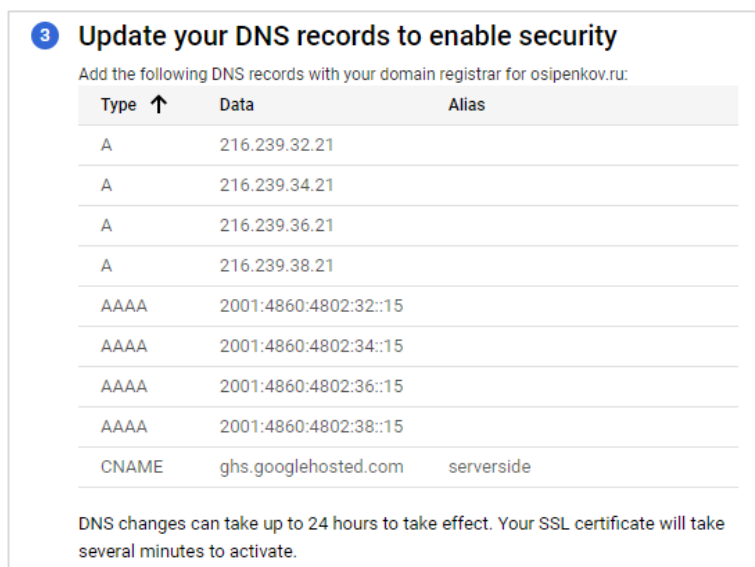 3 Update your DNS records to enable security
Add the following DNS records with your domain registrar for osipenkov.ru:
Type ↑ Data Alias
A 216.239.32.21
A 216.239.34.21
A 216.239.36.21
A 216.239.38.21
AAAA 2001:4860:4802:32::15
AAAA 2001:4860:4802:34::15
AAAA 2001:4860:4802:36::15
AAAA 2001:4860:4802:38::15
CNAME ghs.googlehosted.com serverside
DNS changes can take up to 24 hours to take effect. Your SSL certificate will take
several minutes to activate.